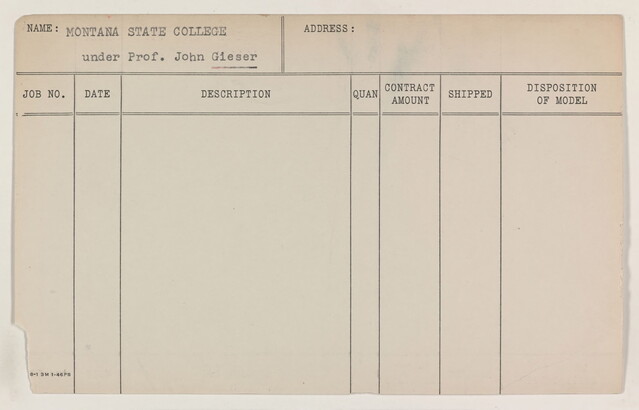 NAME: MONTANA STATE COLLEGE ADDRESS:
under Prof. John Gieser
JOB NO. DATE DESCRIPTION QUAN CONTRACT AMOUNT SHIPPED DISPOSITION OF MODEL